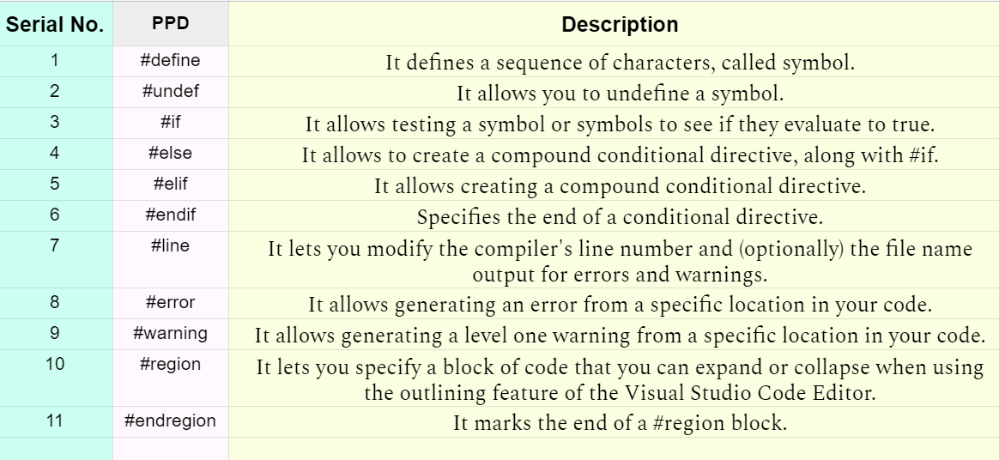 Serial No. PPD Description
1 #define It defines a sequence of characters, called symbol.
2 #undef It allows you to undefine a symbol.
3 #if It allows testing a symbol or symbols to see if they evaluate to true.
4 #else It allows to create a compound conditional directive, along with #if.
5 #elif It allows creating a compound conditional directive.
6 #endif Specifies the end of a conditional directive.
7 #line It lets you modify the compiler's line number and (optionally) the file name
output for errors and warnings.
8 #error It allows generating an error from a specific location in your code.
9 #warning It allows generating a level one warning from a specific location in your code.
10 #region It lets you specify a block of code that you can expand or collapse when using
the outlining feature of the Visual Studio Code Editor.
11 #endregion It marks the end of a #region block.